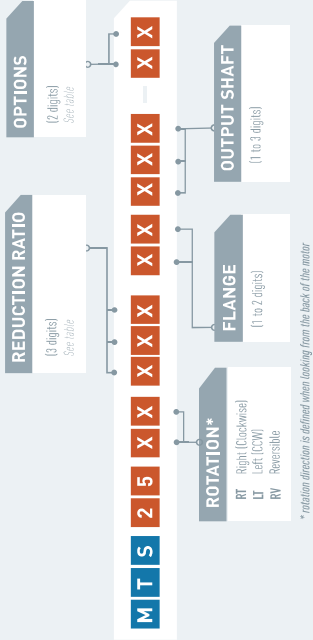 REDUCTION RATIO
(3 digits)
See table
OPTIONS
(2 digits)
See table
M T S 2 5 X X X X X X X X X X — X X
ROTATION*
RT Right (Clockwise)
LT Left (CCW)
RV Reversible
FLANGE
(1 to 2 digits)
OUTPUT SHAFT
(1 to 3 digits)
* rotation direction is defined when looking from the back of the motor